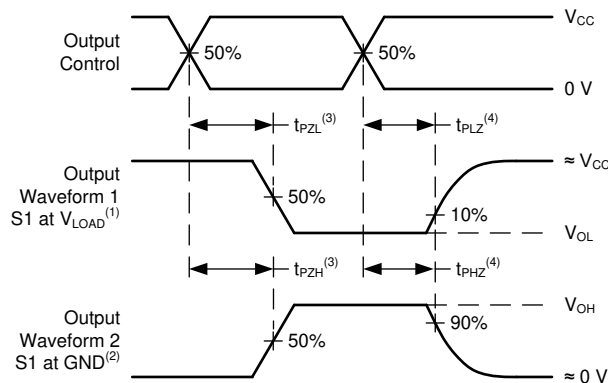 V_CC
Output
Control
50%
50%
0 V
t_PZL^(3)
t_PLZ^(4)
≈ V_CC
Output
Waveform 1
S1 at V_LOAD^(1)
50%
10%
V_OL
t_PZH^(3)
t_PHZ^(4)
V_OH
Output
Waveform 2
S1 at GND^(2)
50%
90%
≈ 0 V